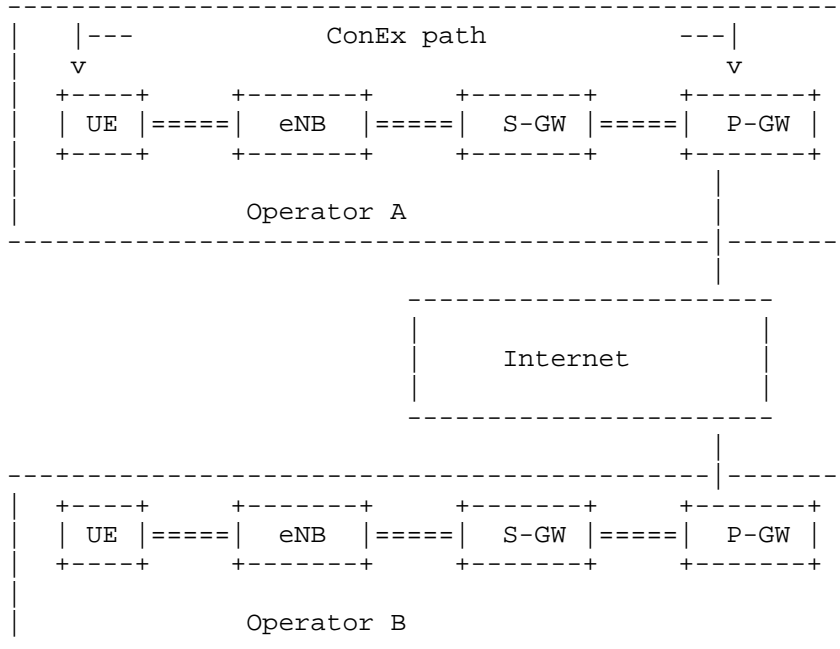 ConEx path
UE eNB S-GW P-GW
Operator A
Internet
UE eNB S-GW P-GW
Operator B